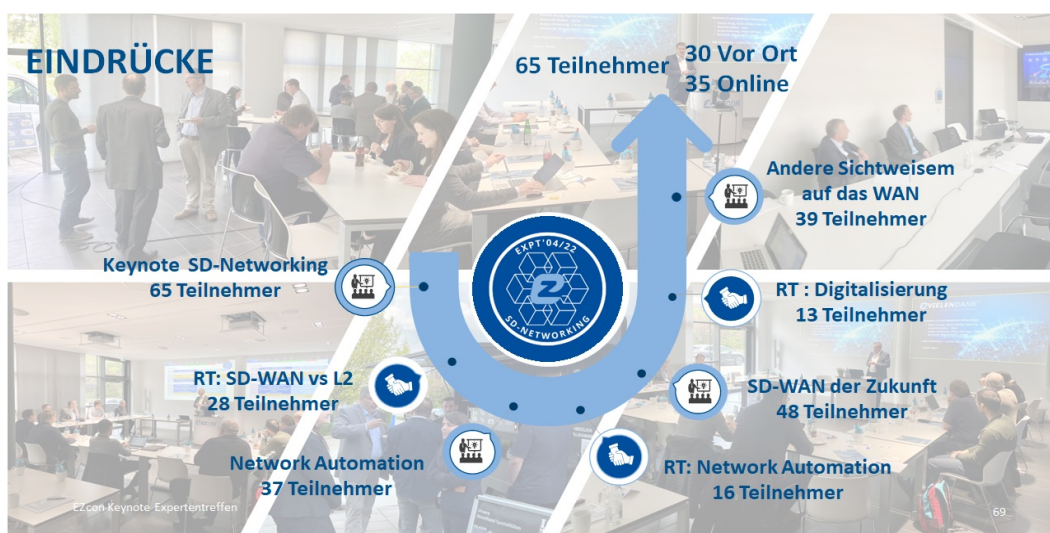 EINDRÜCKE
65 Teilnehmer
30 Vor Ort
35 Online
Andere Sichtweisem
auf das WAN
39 Teilnehmer
Keynote SD-Networking
65 Teilnehmer
EXPT'04/22
SD-NETWORKING
RT : Digitalisierung
13 Teilnehmer
RT: SD-WAN vs L2
28 Teilnehmer
SD-WAN der Zukunft
48 Teilnehmer
Network Automation
37 Teilnehmer
RT: Network Automation
16 Teilnehmer
EZcon Keynote Expertentreffen
69